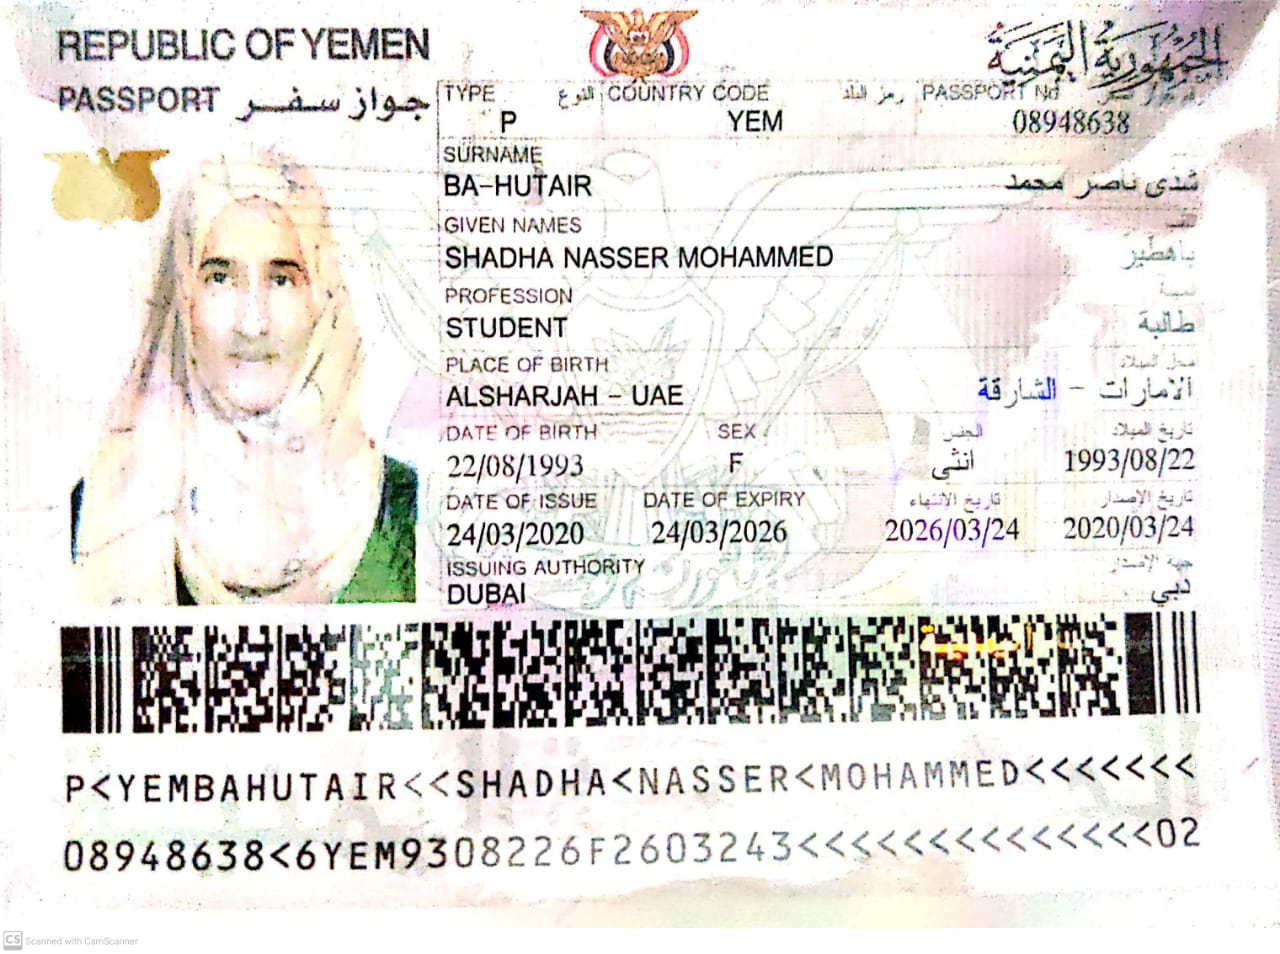 REPUBLIC OF YEMEN
الجمهورية اليمنية
PASSPORT جواز سفر
TYPE النوع COUNTRY CODE رمز البلد PASSPORT No
P YEM 08948638
SURNAME
BA-HUTAIR
شذى ناصر محمد
GIVEN NAMES
SHADHA NASSER MOHAMMED
PROFESSION
STUDENT طالبة
PLACE OF BIRTH محل الميلاد
ALSHARJAH - UAE الامارات - الشارقة
DATE OF BIRTH SEX الجنس تاريخ الميلاد
22/08/1993 F انثى 1993/08/22
DATE OF ISSUE DATE OF EXPIRY تاريخ الانتهاء تاريخ الإصدار
24/03/2020 24/03/2026 2026/03/24 2020/03/24
ISSUING AUTHORITY جهة الإصدار
DUBAI دبي
P<YEMBAHUTAIR<<SHADHA<NASSER<MOHAMMED<<<<<<<
08948638<6YEM9308226F2603243<<<<<<<<<<<<<<02
CS Scanned with CamScanner